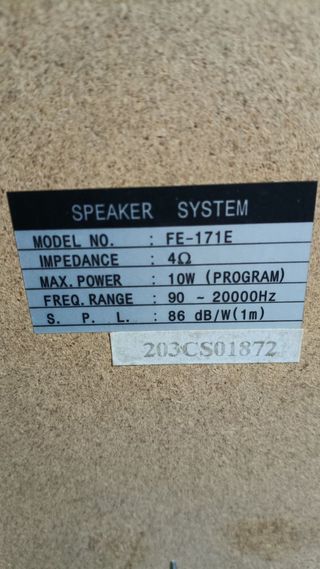 SPEAKER SYSTEM
MODEL NO. : FE-171E
IMPEDANCE : 4Ω
MAX. POWER : 10W (PROGRAM)
FREQ. RANGE : 90 ~ 20000Hz
S. P. L. : 86 dB/W(1m)
203CS01872